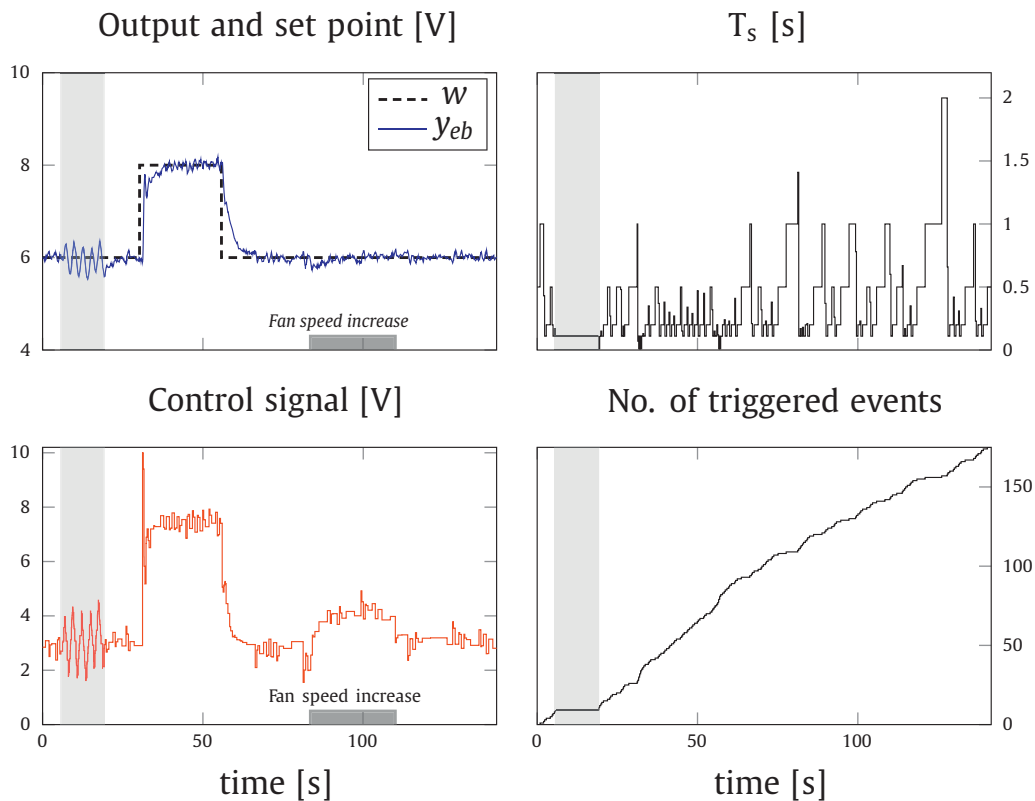 Output and set point [V]
10
8
6
4
w
y_eb
Fan speed increase
T_s [s]
2
1.5
1
0.5
0
Control signal [V]
10
8
6
4
2
0
Fan speed increase
0
50
100
time [s]
No. of triggered events
150
100
50
0
0
50
100
time [s]